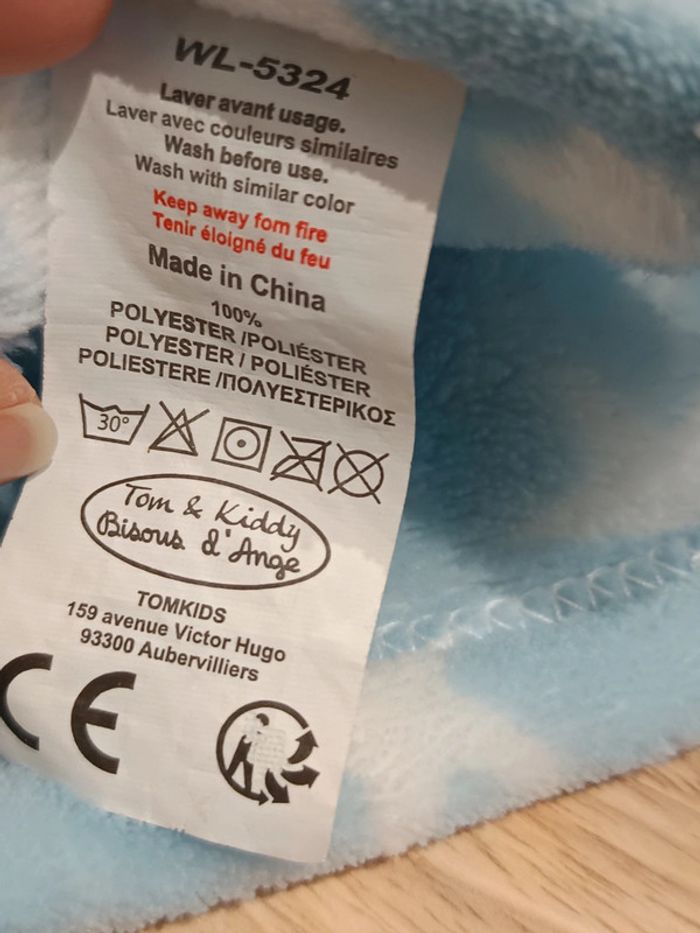 WL-5324
Laver avant usage.
Laver avec couleurs similaires
Wash before use.
Wash with similar color
Keep away fom fire
Tenir éloigné du feu
Made in China
100%
POLYESTER /POLIÉSTER
POLYESTER / POLIÉSTER
POLIESTERE /ΠΟΛΥΕΣΤΕΡΙΚΟΣ
30°
Tom & Kiddy
Bisous d'Ange
TOMKIDS
159 avenue Victor Hugo
93300 Aubervilliers
CE